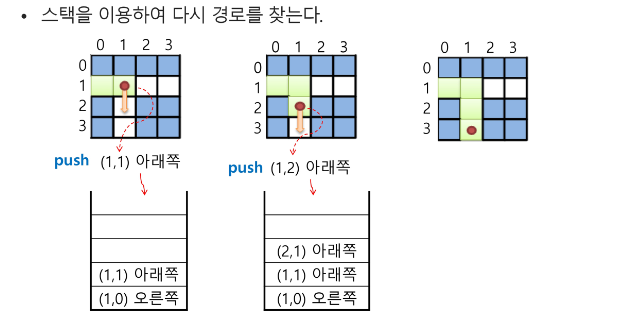 • 스택을 이용하여 다시 경로를 찾는다.
0 1 2 3
0
1
2
3
push (1,1) 아래쪽
(1,1) 아래쪽
(1,0) 오른쪽
0 1 2 3
0
1
2
3
push (1,2) 아래쪽
(2,1) 아래쪽
(1,1) 아래쪽
(1,0) 오른쪽
0 1 2 3
0
1
2
3